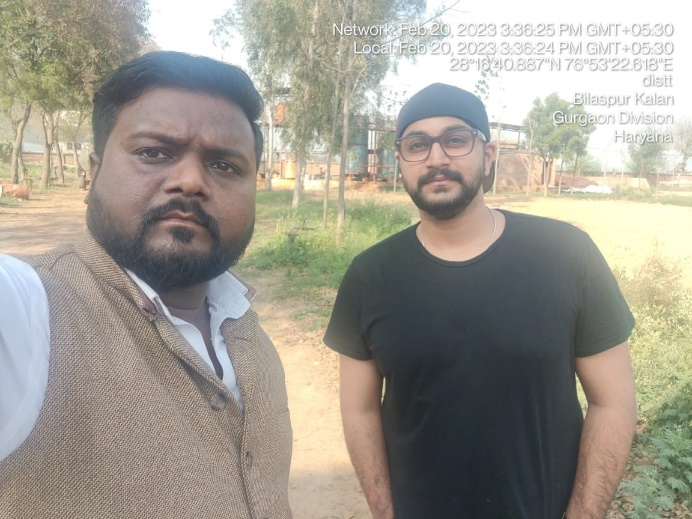 Network: Feb 20, 2023 3:36:25 PM GMT+05:30
Local: Feb 20, 2023 3:36:24 PM GMT+05:30
28°16'40.887"N 76°53'22.618"E
distt
Bilaspur Kalan
Gurgaon Division
Haryana